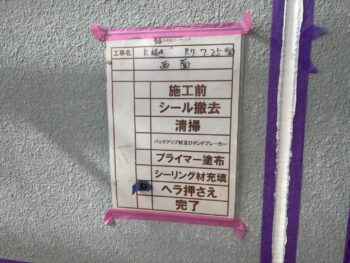 工事名 R7.7.25
西面
施工前
シール撤去
清掃
バックアップ材及びボンドブレーカー
プライマー塗布
シーリング材充填
ヘラ押さえ
完了